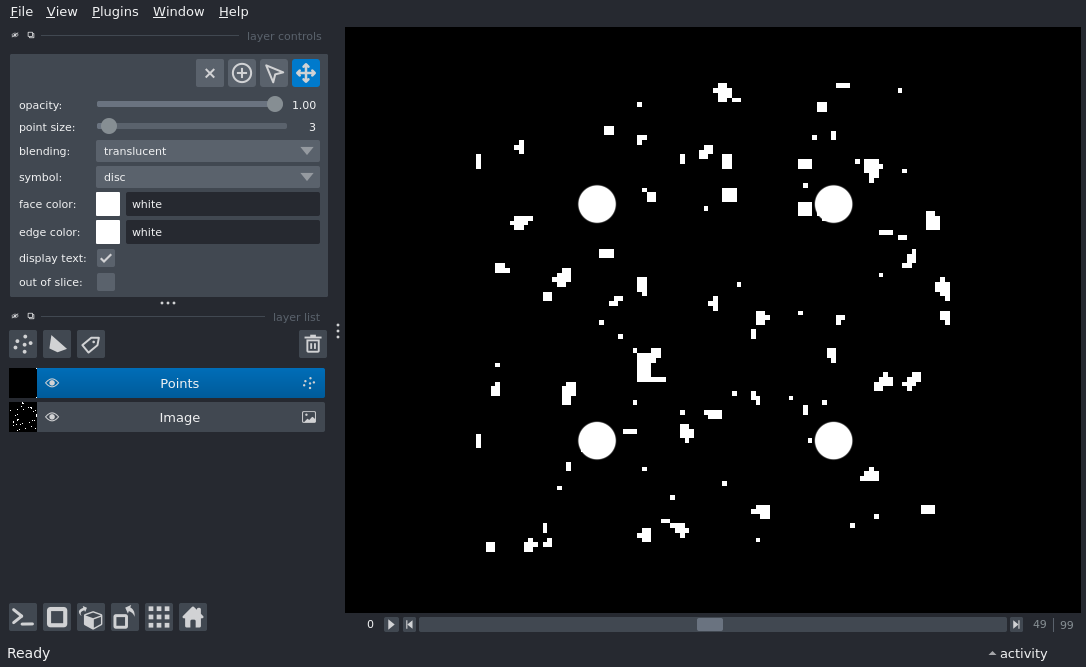 File View Plugins Window Help
layer controls
opacity: 1.00
point size: 3
blending: translucent
symbol: disc
face color: white
edge color: white
display text:
out of slice:
layer list
Points
Image
0 49 | 99
Ready activity